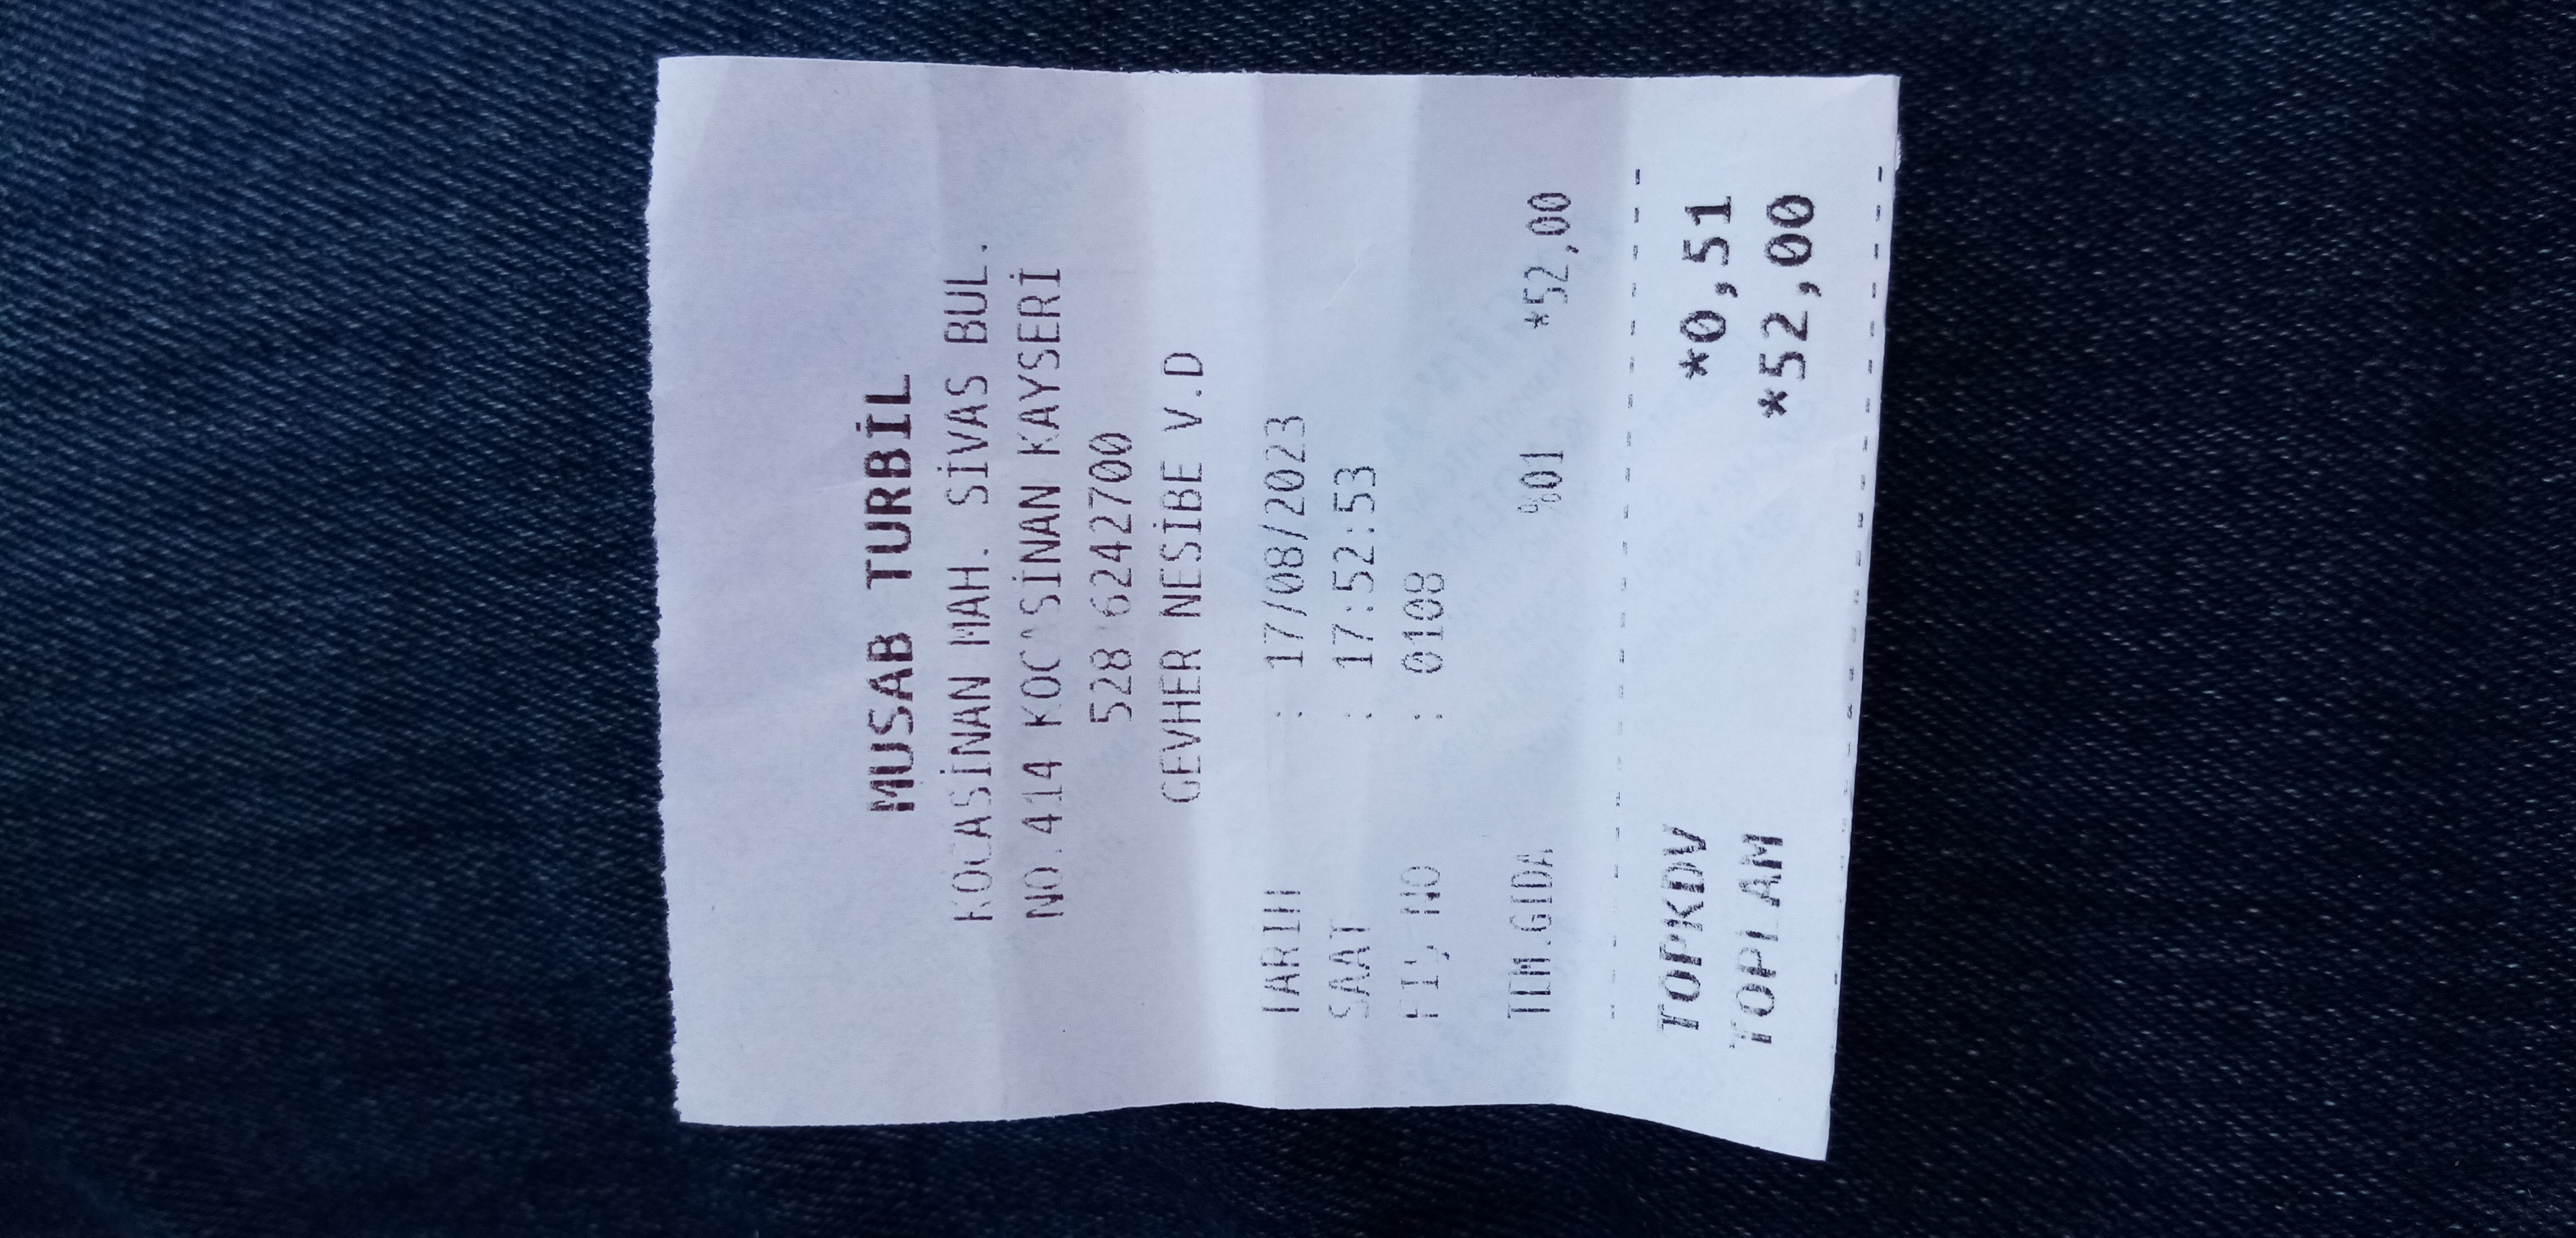 MUSAB TURBİL
KOCASİNAN MAH. SİVAS BUL.
NO.414 KOCASİNAN KAYSERİ
528 6242700
GEVHER NESİBE V.D
TARİH : 17/08/2023
SAAT : 17:52:53
FİŞ NO : 0108
TEM.GIDA %01 *52,00
TOPKDV *0,51
TOPLAM *52,00